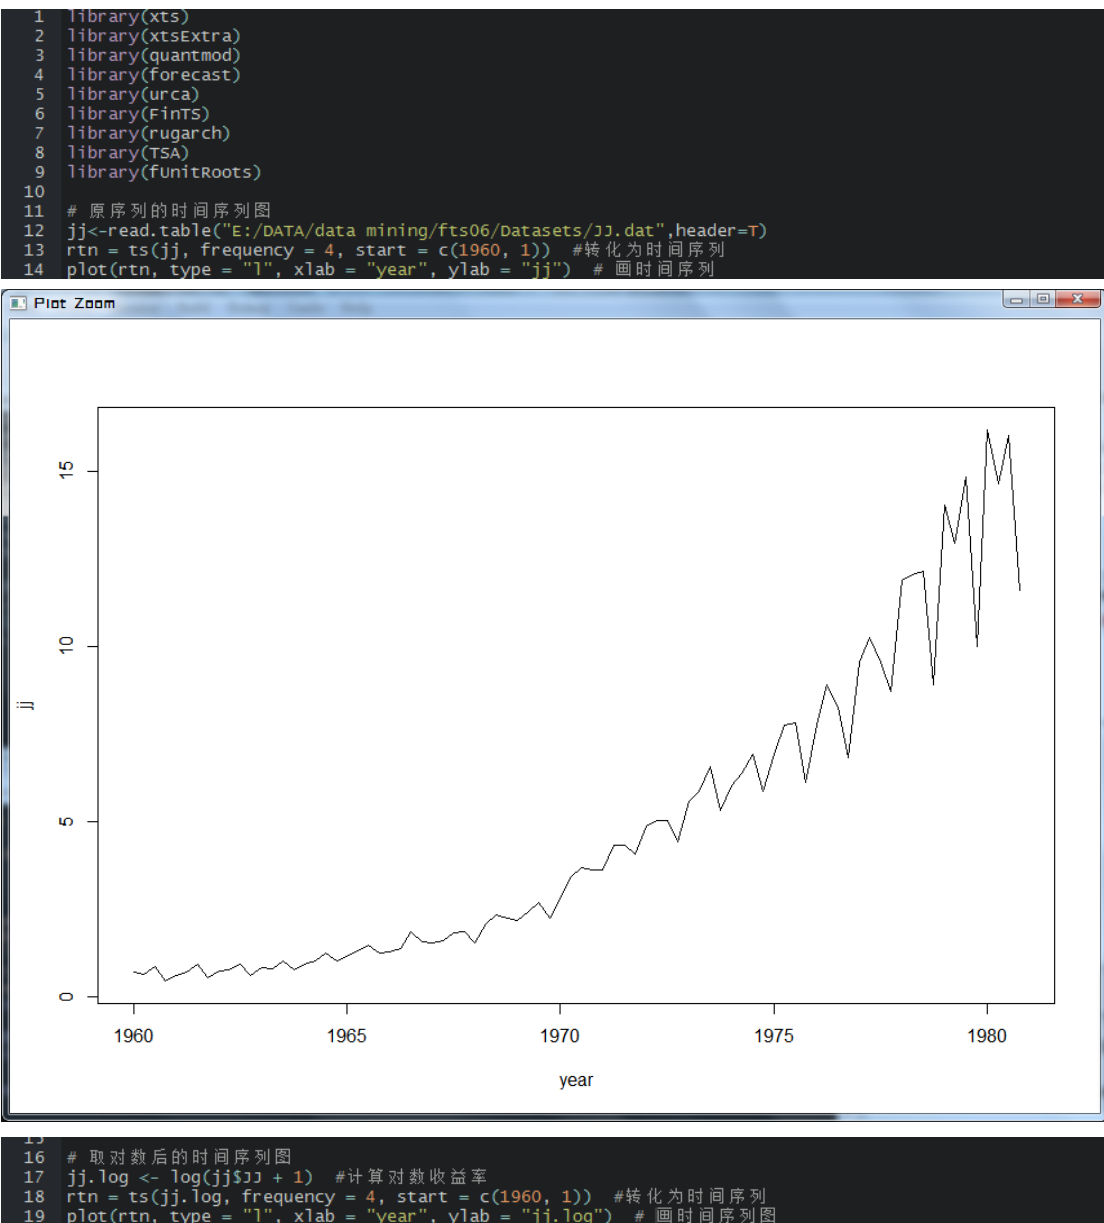 1 library(xts)
2 library(xtsExtra)
3 library(quantmod)
4 library(forecast)
5 library(urca)
6 library(FinTS)
7 library(rugarch)
8 library(TSA)
9 library(fUnitRoots)
10
11 # 原序列的时间序列图
12 jj<-read.table("E:/DATA/data mining/fts06/Datasets/JJ.dat",header=T)
13 rtn = ts(jj, frequency = 4, start = c(1960, 1)) #转化为时间序列
14 plot(rtn, type = "l", xlab = "year", ylab = "jj") # 画时间序列
Plot Zoom
15
10
5
0
jj
1960 1965 1970 1975 1980
year
15
16 # 取对数后的时间序列图
17 jj.log <- log(jj$JJ + 1) #计算对数收益率
18 rtn = ts(jj.log, frequency = 4, start = c(1960, 1)) #转化为时间序列
19 plot(rtn, type = "l", xlab = "year", ylab = "jj.log") # 画时间序列图